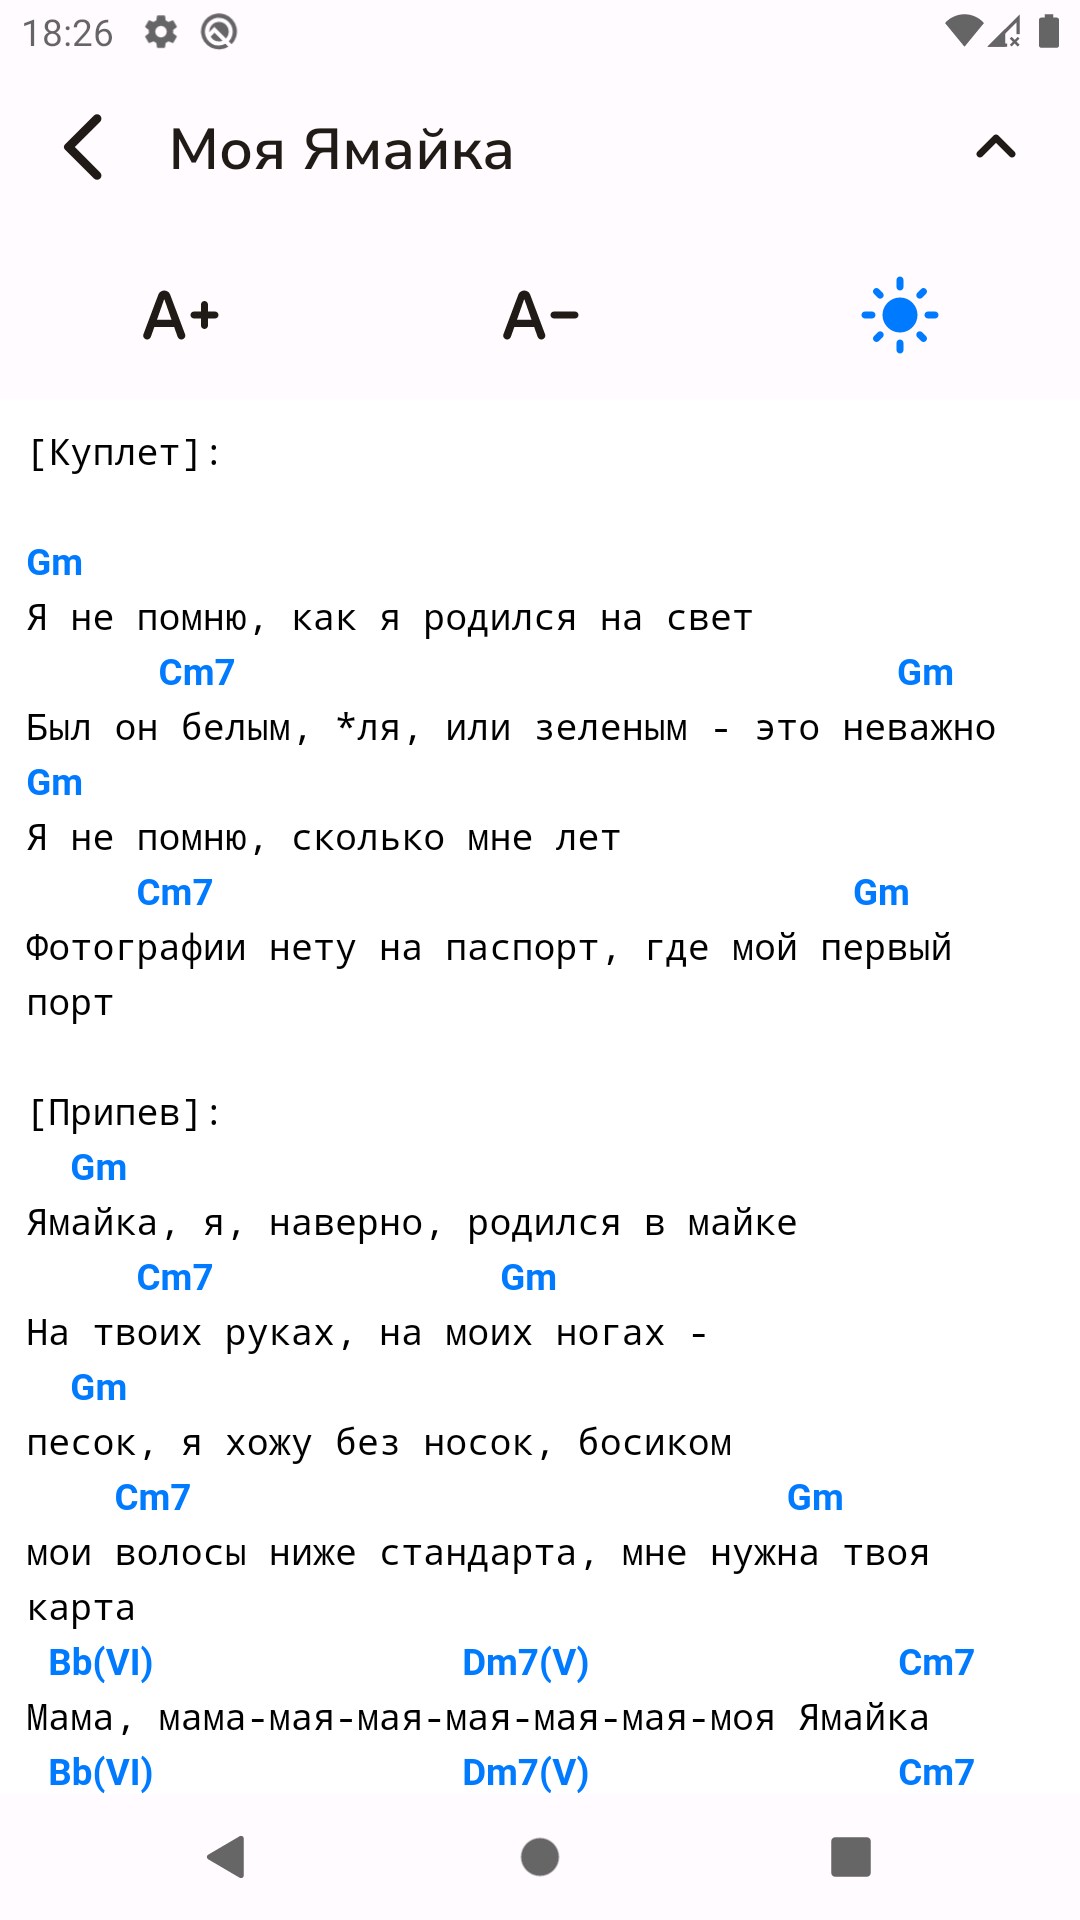 18:26
Моя Ямайка
A+ A-
[Куплет]:
Gm
Я не помню, как я родился на свет
Cm7 Gm
Был он белым, *ля, или зеленым - это неважно
Gm
Я не помню, сколько мне лет
Cm7 Gm
Фотографии нету на паспорт, где мой первый
порт
[Припев]:
Gm
Ямайка, я, наверно, родился в майке
Cm7 Gm
На твоих руках, на моих ногах -
Gm
песок, я хожу без носок, босиком
Cm7 Gm
мои волосы ниже стандарта, мне нужна твоя
карта
Bb(VI) Dm7(V) Cm7
Мама, мама-мая-мая-мая-мая-мая-моя Ямайка
Bb(VI) Dm7(V) Cm7